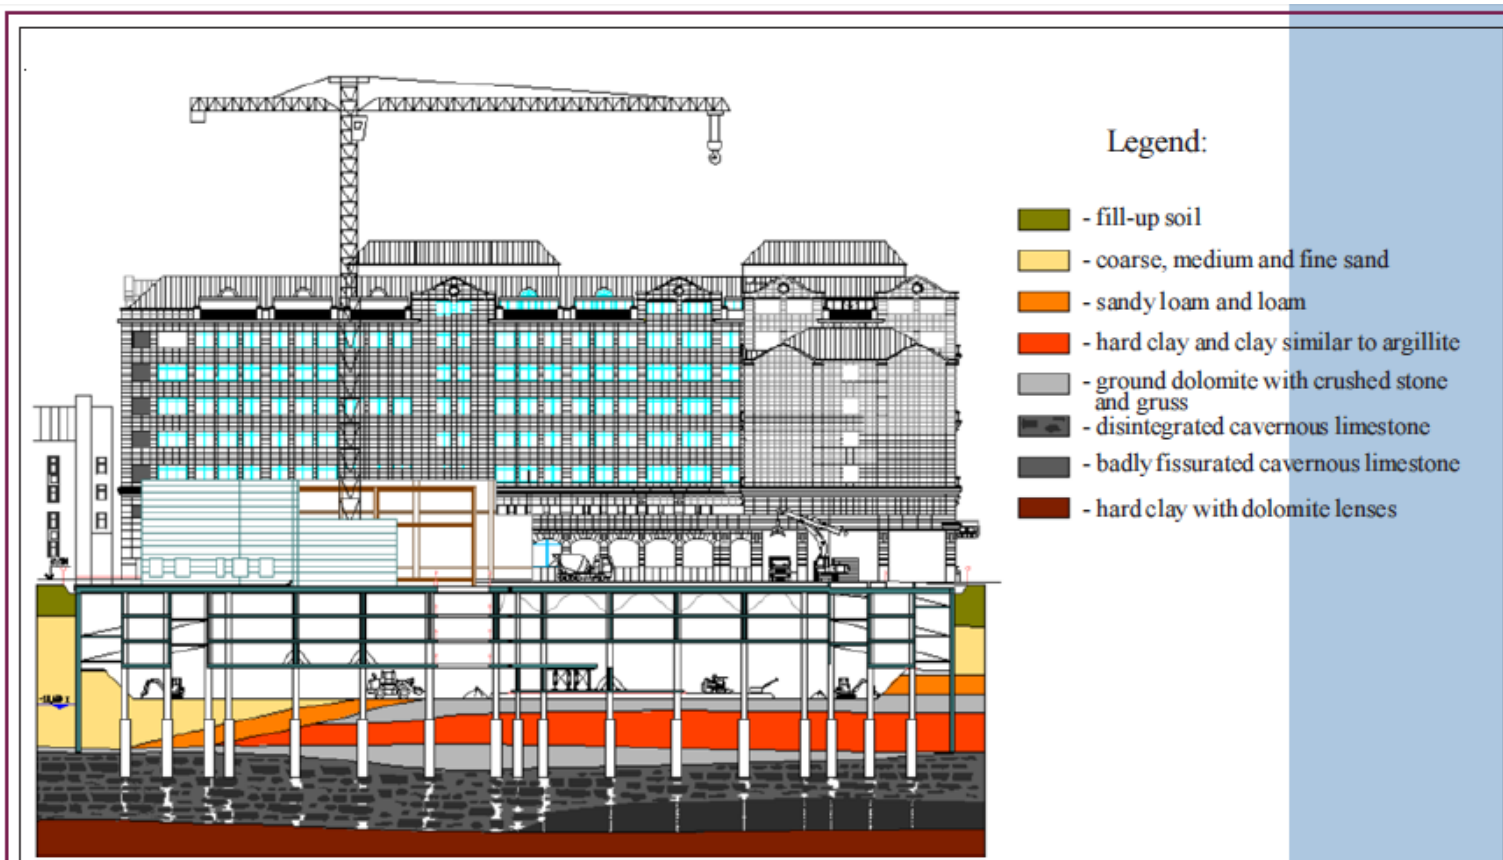 Legend:
- fill-up soil
- coarse, medium and fine sand
- sandy loam and loam
- hard clay and clay similar to argillite
- ground dolomite with crushed stone
and gruss
- disintegrated cavernous limestone
- badly fissurated cavernous limestone
- hard clay with dolomite lenses